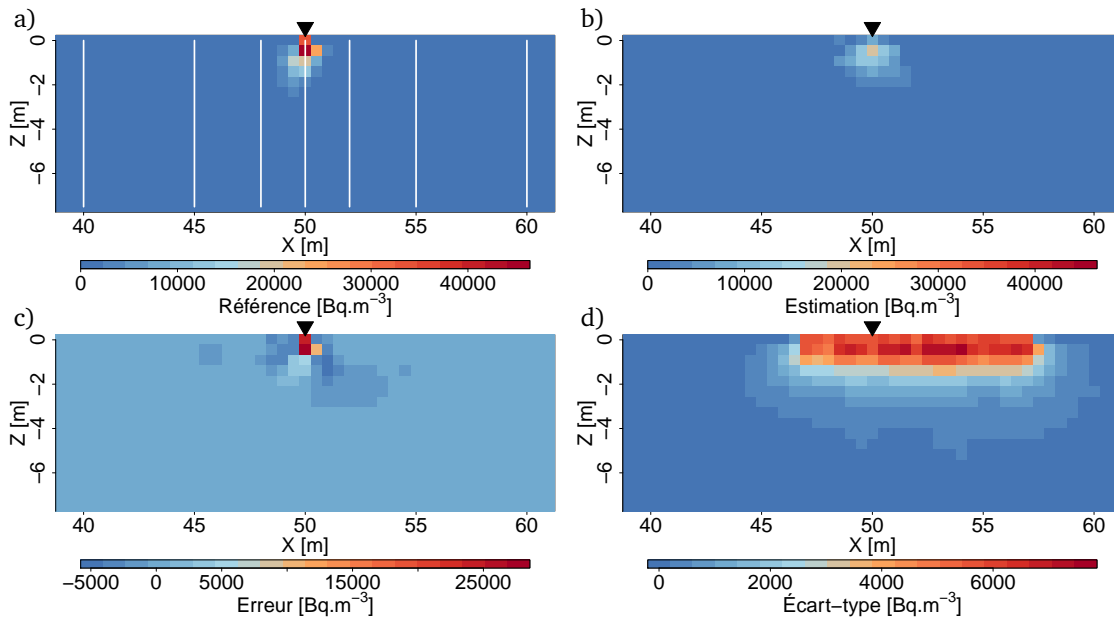 a)
0
−2
−4
−6
Z [m]
40 45 50 55 60
X [m]
0 10000 20000 30000 40000
Référence [Bq.m−3]
b)
0
−2
−4
−6
Z [m]
40 45 50 55 60
X [m]
0 10000 20000 30000 40000
Estimation [Bq.m−3]
c)
0
−2
−4
−6
Z [m]
40 45 50 55 60
X [m]
−5000 0 5000 15000 25000
Erreur [Bq.m−3]
d)
0
−2
−4
−6
Z [m]
40 45 50 55 60
X [m]
0 2000 4000 6000
Écart−type [Bq.m−3]